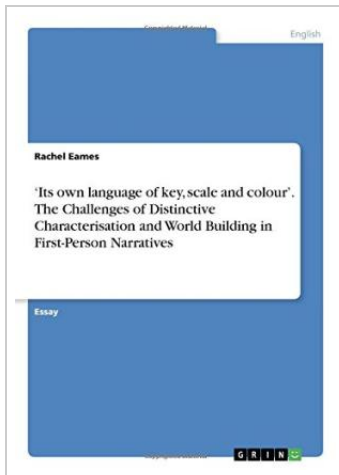 English
Rachel Eames
‘Its own language of key, scale and colour’.
The Challenges of Distinctive
Characterisation and World Building in
First-Person Narratives
Essay
GRIN